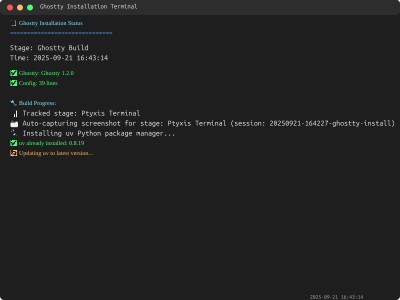 Ghostty Installation Terminal
Ghostty Installation Status
==============================
Stage: Ghostty Build
Time: 2025-09-21 16:43:14
✅ Ghostty: Ghostty 1.2.0
✅ Config: 39 lines
🔨 Build Progress:
📊 Tracked stage: Ptyxis Terminal
📸 Auto-capturing screenshot for stage: Ptyxis Terminal (session: 20250921-164227-ghostty-install)
Installing uv Python package manager...
✅ uv already installed: 0.8.19
🔄 Updating uv to latest version...
2025-09-21 16:43:14